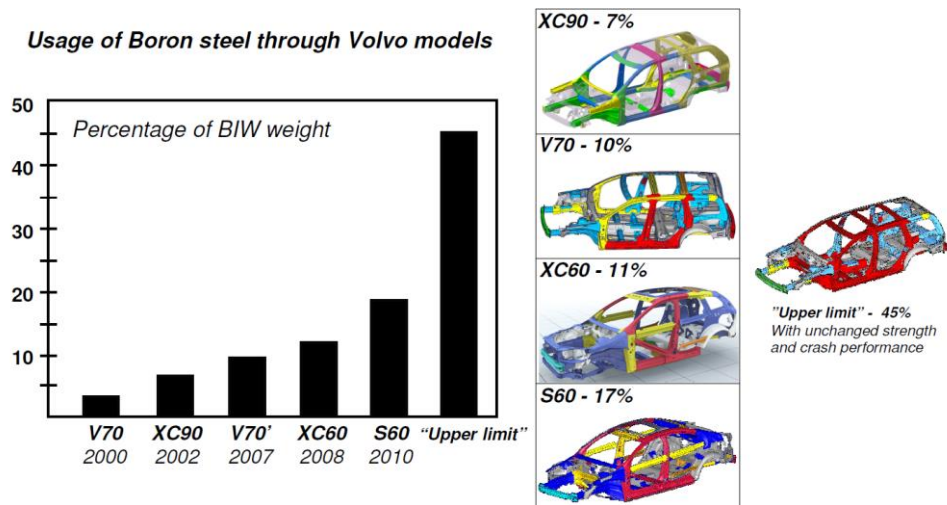 Usage of Boron steel through Volvo models
Percentage of BIW weight
50
40
30
20
10
V70 XC90 V70' XC60 S60 "Upper limit"
2000 2002 2007 2008 2010
XC90 - 7%
V70 - 10%
XC60 - 11%
S60 - 17%
"Upper limit" - 45%
With unchanged strength
and crash performance